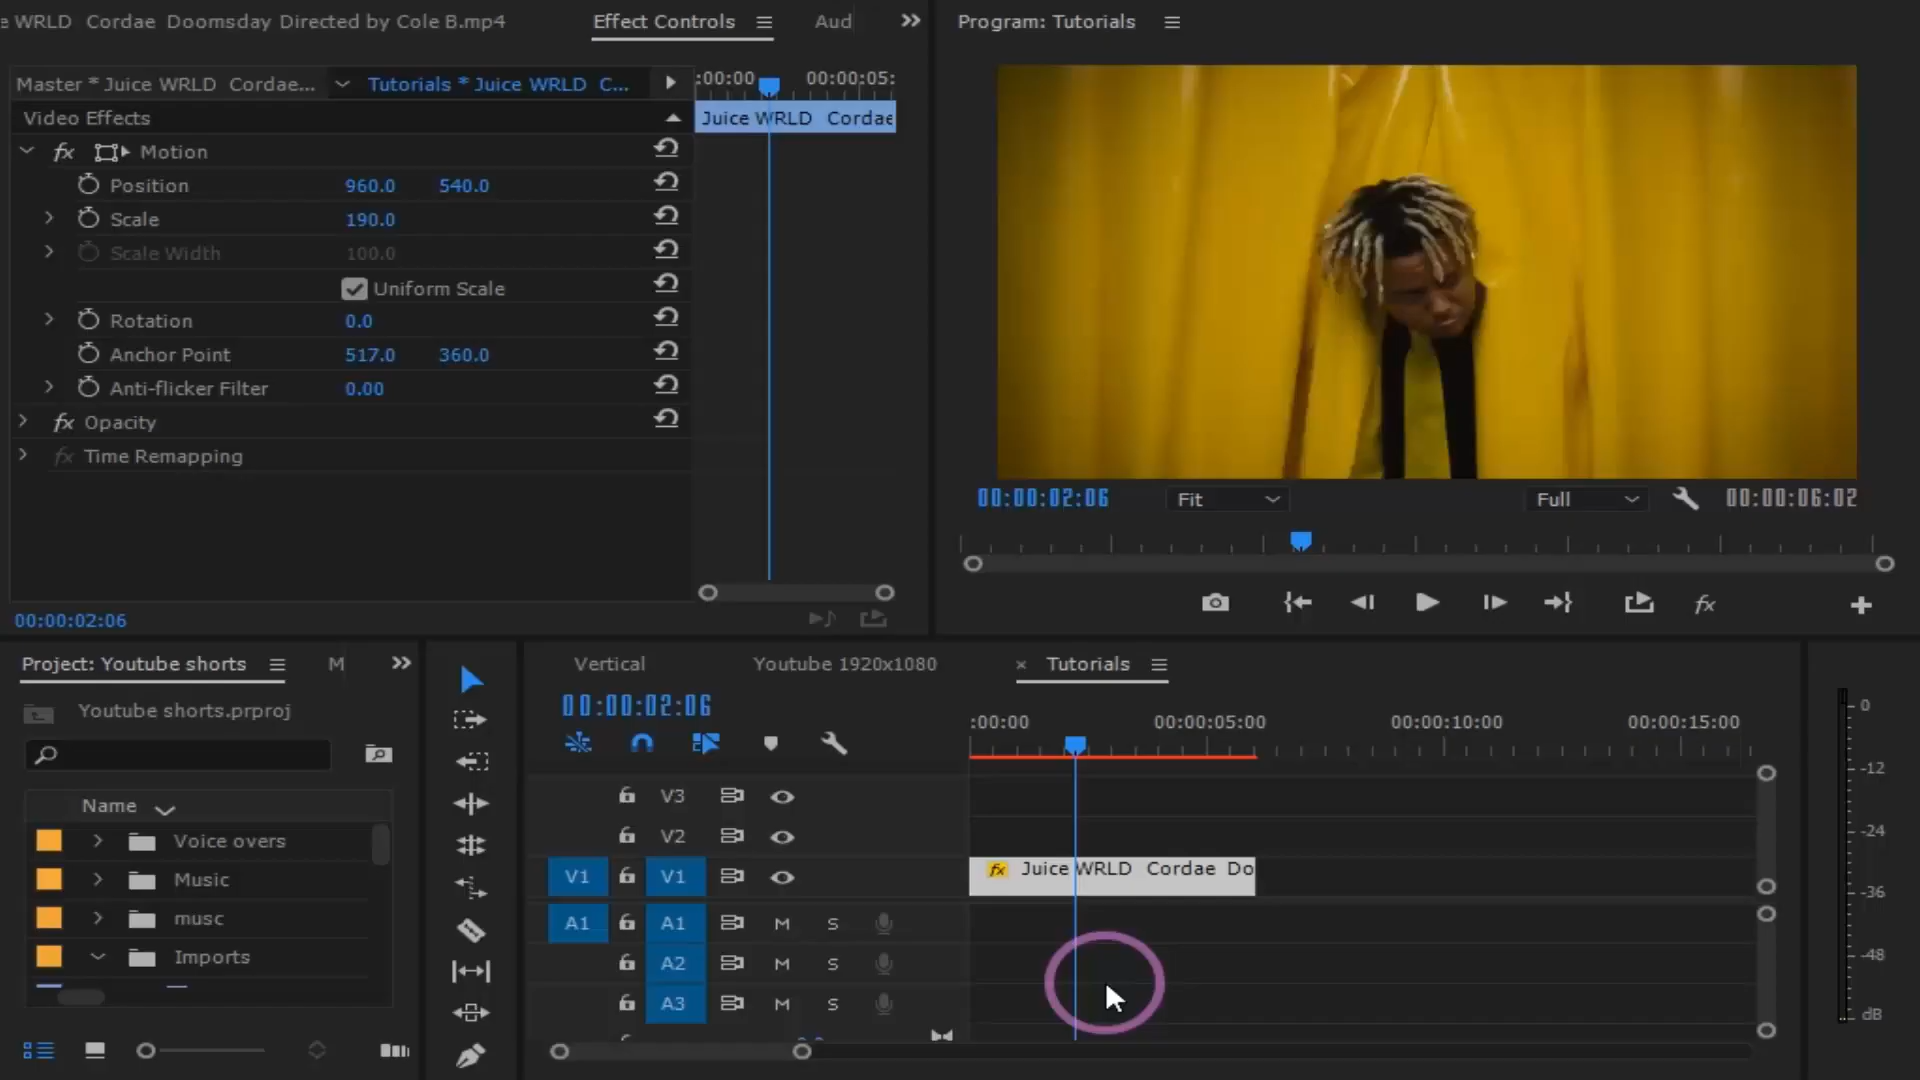 e WRLD Cordae Doomsday Directed by Cole B.mp4
Effect Controls
Aud
Program: Tutorials
Master * Juice WRLD Cordae...
Tutorials * Juice WRLD C...
:00:00
00:00:05:
Video Effects
Juice WRLD Cordae
fx Motion
Position 960.0 540.0
Scale 190.0
Scale Width 100.0
Uniform Scale
Rotation 0.0
Anchor Point 517.0 360.0
Anti-flicker Filter 0.00
fx Opacity
fx Time Remapping
00:00:02:06
00:00:02:06
Fit
Full
00:00:06:02
fx
Project: Youtube shorts
M
Youtube shorts.prproj
Name
Voice overs
Music
musc
Imports
Vertical
Youtube 1920x1080
× Tutorials
00:00:02:06
:00:00
00:00:05:00
00:00:10:00
00:00:15:00
V3
V2
V1 V1
fx Juice WRLD Cordae Do
A1 A1 M S
A2 M S
A3 M S
0
-12
-24
-36
-48
dB